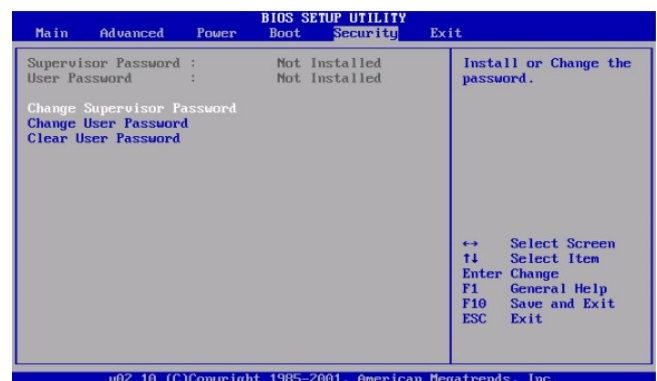 BIOS SETUP UTILITY
Main Advanced Power Boot Security Exit
Supervisor Password : Not Installed
User Password : Not Installed
Change Supervisor Password
Change User Password
Clear User Password
Install or Change the
password.
↔ Select Screen
↑↓ Select Item
Enter Change
F1 General Help
F10 Save and Exit
ESC Exit
v02.10 (C)Copyright 1985-2001, American Megatrends, Inc.